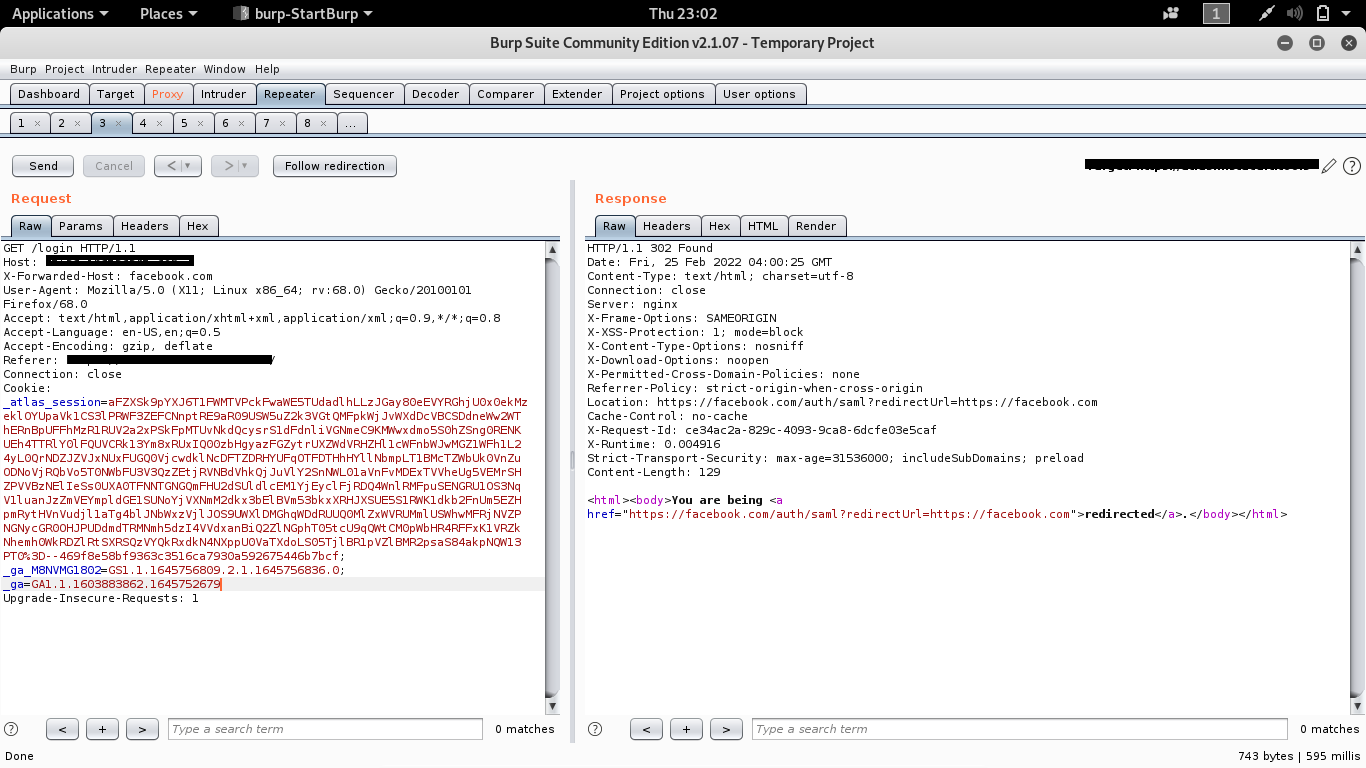 Applications Places burp-StartBurp Thu 23:02 1
Burp Suite Community Edition v2.1.07 - Temporary Project
Burp Project Intruder Repeater Window Help
Dashboard Target Proxy Intruder Repeater Sequencer Decoder Comparer Extender Project options User options
1 × 2 × 3 × 4 × 5 × 6 × 7 × 8 × ...
Send Cancel < > Follow redirection
Request
Raw Params Headers Hex
GET /login HTTP/1.1
Host:
X-Forwarded-Host: facebook.com
User-Agent: Mozilla/5.0 (X11; Linux x86_64; rv:68.0) Gecko/20100101
Firefox/68.0
Accept: text/html,application/xhtml+xml,application/xml;q=0.9,*/*;q=0.8
Accept-Language: en-US,en;q=0.5
Accept-Encoding: gzip, deflate
Referer: /
Connection: close
Cookie:
_atlas_session=
PT0%3D--469f8e58bf9363c3516ca7930a592675446b7bcf;
_ga_M8NVMG1802=GS1.1.1645756809.2.1.1645756836.0;
_ga=GA1.1.1603883862.1645752679
Upgrade-Insecure-Requests: 1
< + > Type a search term 0 matches
Response
Raw Headers Hex HTML Render
HTTP/1.1 302 Found
Date: Fri, 25 Feb 2022 04:00:25 GMT
Content-Type: text/html; charset=utf-8
Connection: close
Server: nginx
X-Frame-Options: SAMEORIGIN
X-XSS-Protection: 1; mode=block
X-Content-Type-Options: nosniff
X-Download-Options: noopen
X-Permitted-Cross-Domain-Policies: none
Referrer-Policy: strict-origin-when-cross-origin
Location: https://facebook.com/auth/saml?redirectUrl=https://facebook.com
Cache-Control: no-cache
X-Request-Id: ce34ac2a-829c-4093-9ca8-6dcfe03e5caf
X-Runtime: 0.004916
Strict-Transport-Security: max-age=31536000; includeSubDomains; preload
Content-Length: 129
<html><body>You are being <a
href="https://facebook.com/auth/saml?redirectUrl=https://facebook.com">redirected</a>.</body></html>
< + > Type a search term 0 matches
Done 743 bytes | 595 millis